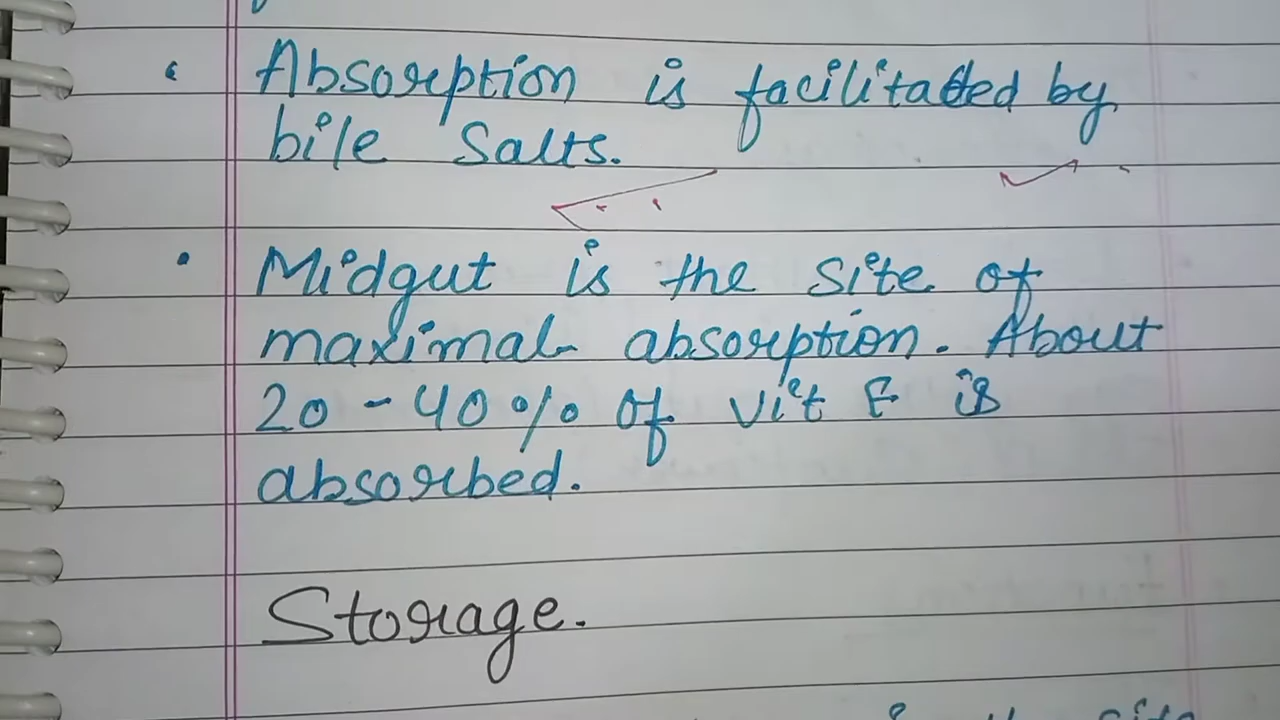 Absorption is facilitated by
bile Salts.
Midgut is the site of
maximal absorption. About
20-40% of vit E is
absorbed.
Storage.